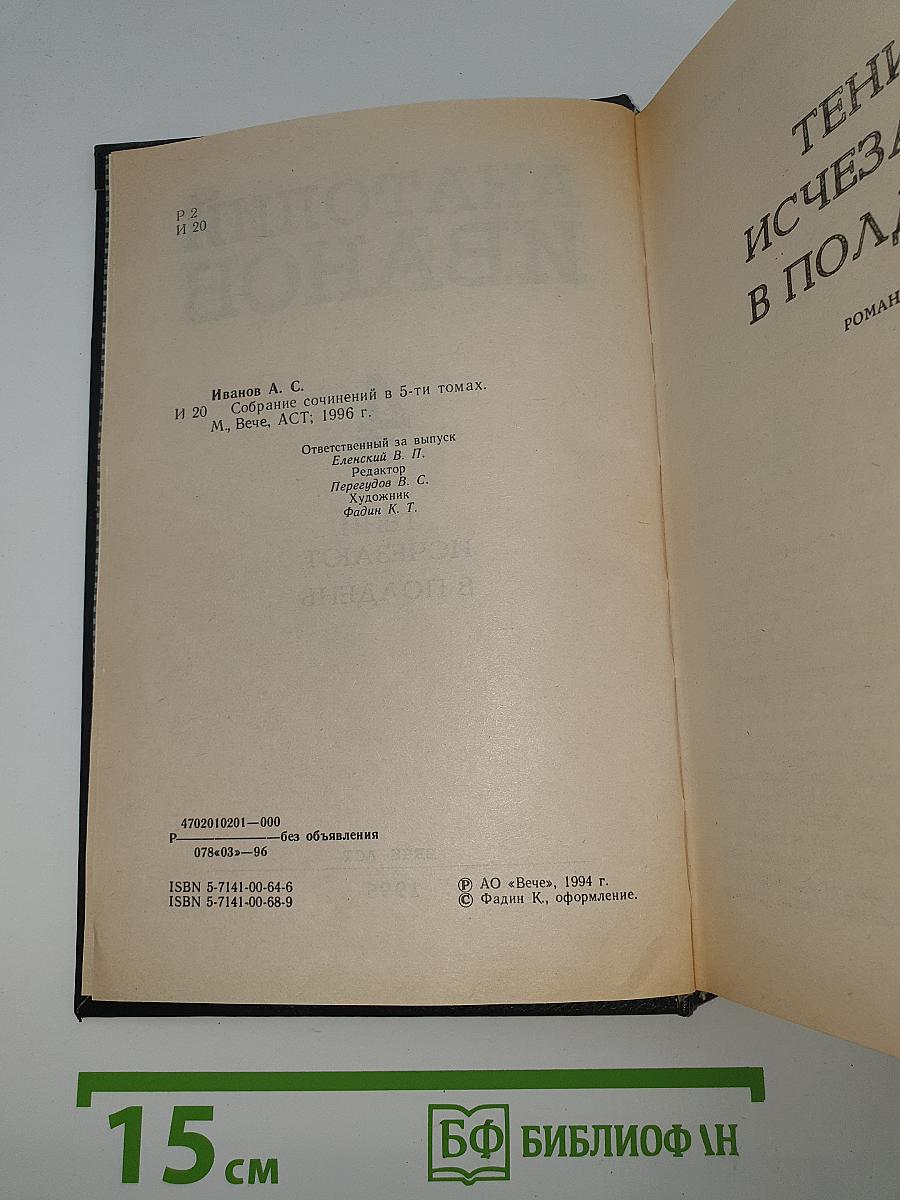 Р 2
И 20
Иванов А. С.
И 20 Собрание сочинений в 5-ти томах.
М., Вече, АСТ; 1996 г.
Ответственный за выпуск
Еленский В. П.
Редактор
Перегудов В. С.
Художник
Фадин К. Т.
4702010201—000
Р————————без объявления
078«03»—96
ISBN 5-7141-00-64-6
ISBN 5-7141-00-68-9
Ⓟ АО «Вече», 1994 г.
© Фадин К., оформление.
ТЕНИ
ИСЧЕЗА
В ПОЛД
РОМАН
15 см
БФ БИБЛИОФАН